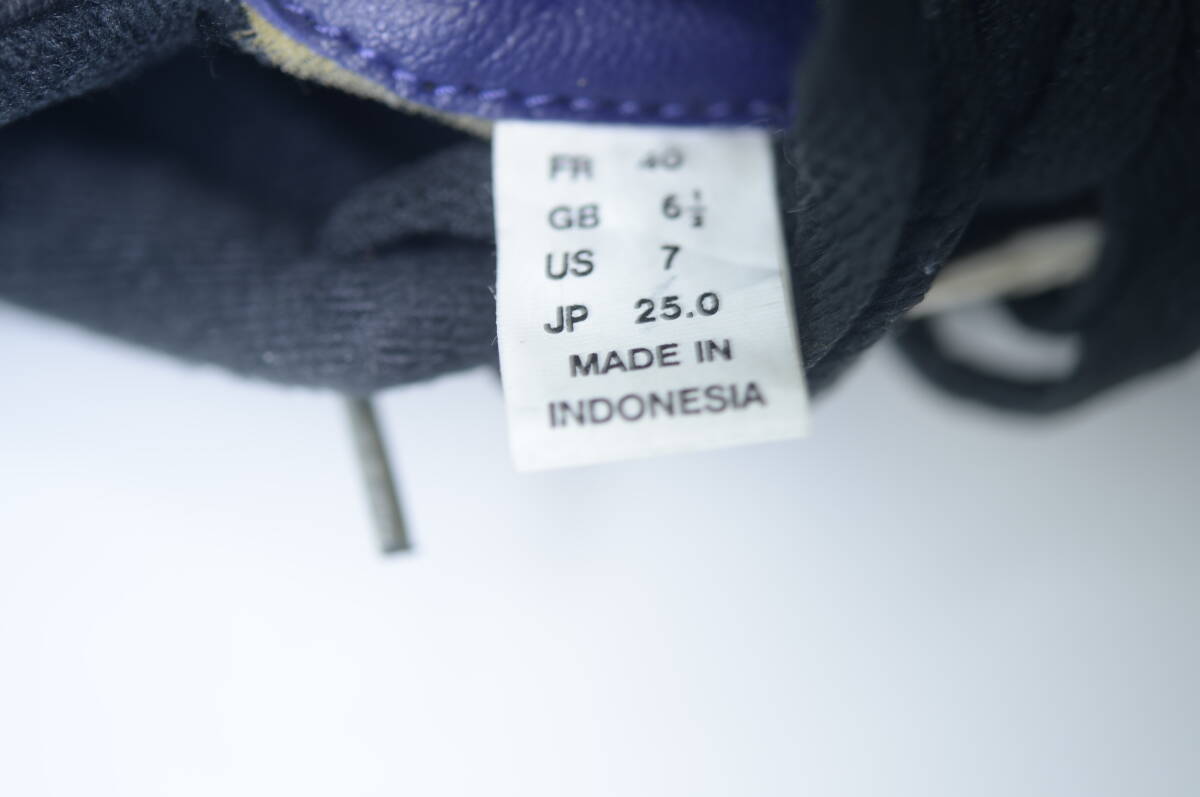 FR 40
GB 6½
US 7
JP 25.0
MADE IN
INDONESIA